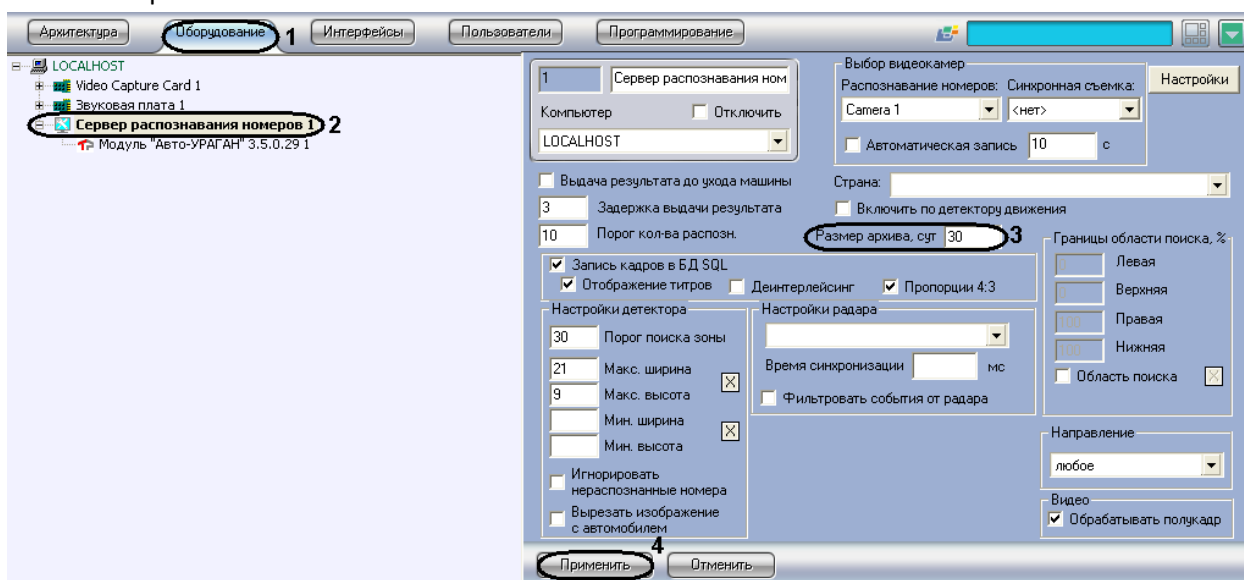 Архитектура Оборудование 1 Интерфейсы Пользователи Программирование
LOCALHOST
Video Capture Card 1
Звуковая плата 1
Сервер распознавания номеров 1 2
Модуль "Авто-УРАГАН" 3.5.0.29 1
1 Сервер распознавания ном
Компьютер Отключить
LOCALHOST
Выбор видеокамер
Распознавание номеров: Синхронная съемка:
Camera 1 <нет>
Автоматическая запись 10 с
Настройки
Выдача результата до ухода машины
3 Задержка выдачи результата
10 Порог кол-ва распозн.
Страна:
Включить по детектору движения
Размер архива, сут 30 3
Запись кадров в БД SQL
Отображение титров Деинтерлейсинг Пропорции 4:3
Границы области поиска, %
Левая
Верхняя
100 Правая
100 Нижняя
Область поиска X
Настройки детектора
30 Порог поиска зоны
21 Макс. ширина
X
9 Макс. высота
Мин. ширина
X
Мин. высота
Игнорировать
нераспознанные номера
Вырезать изображение
с автомобилем
Настройки радара
Время синхронизации мс
Фильтровать события от радара
Направление
любое
Видео
Обрабатывать полукадр
4
Применить Отменить